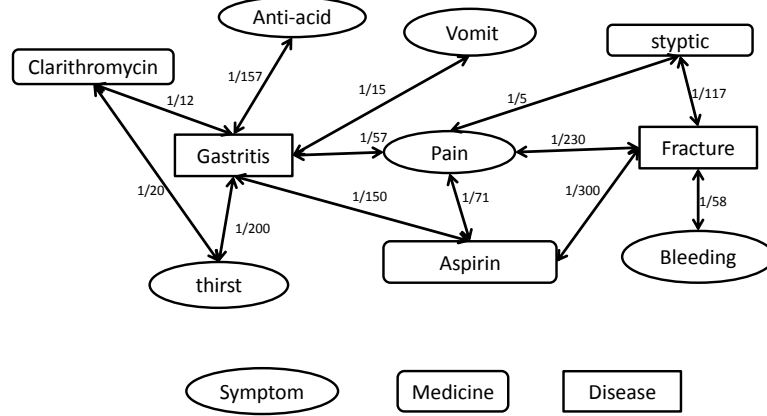 Anti-acid
Vomit
styptic
Clarithromycin
1/157
1/15
1/5
1/117
1/12
1/57
1/230
Gastritis
Pain
Fracture
1/20
1/200
1/150
1/71
1/300
1/58
thirst
Aspirin
Bleeding
Symptom
Medicine
Disease